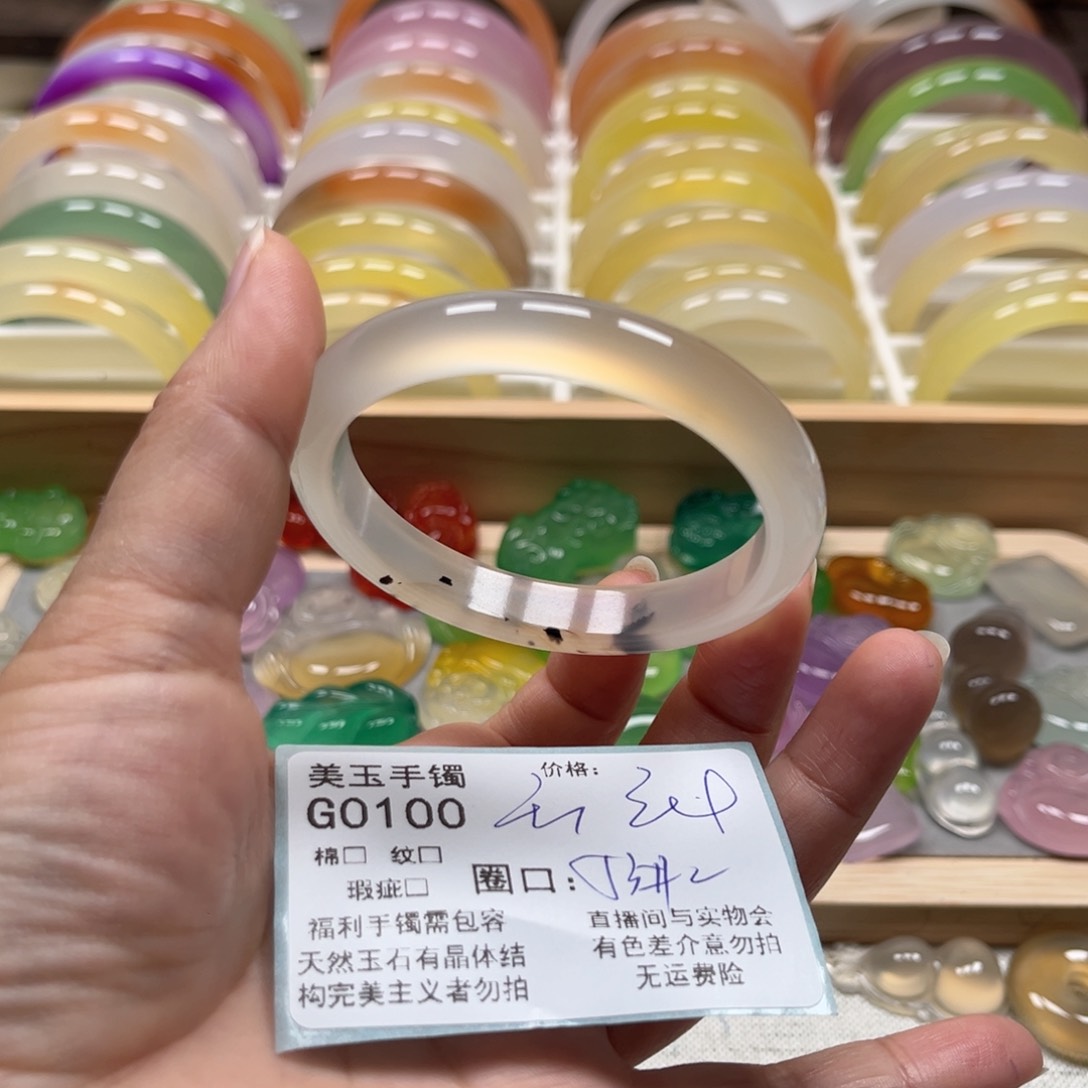 美玉手镯
价格：
G0100
棉□ 纹□
瑕疵□
圈口：
福利手镯需包容
天然玉石有晶体结
构完美主义者勿拍
直播间与实物会
有色差介意勿拍
无运费险